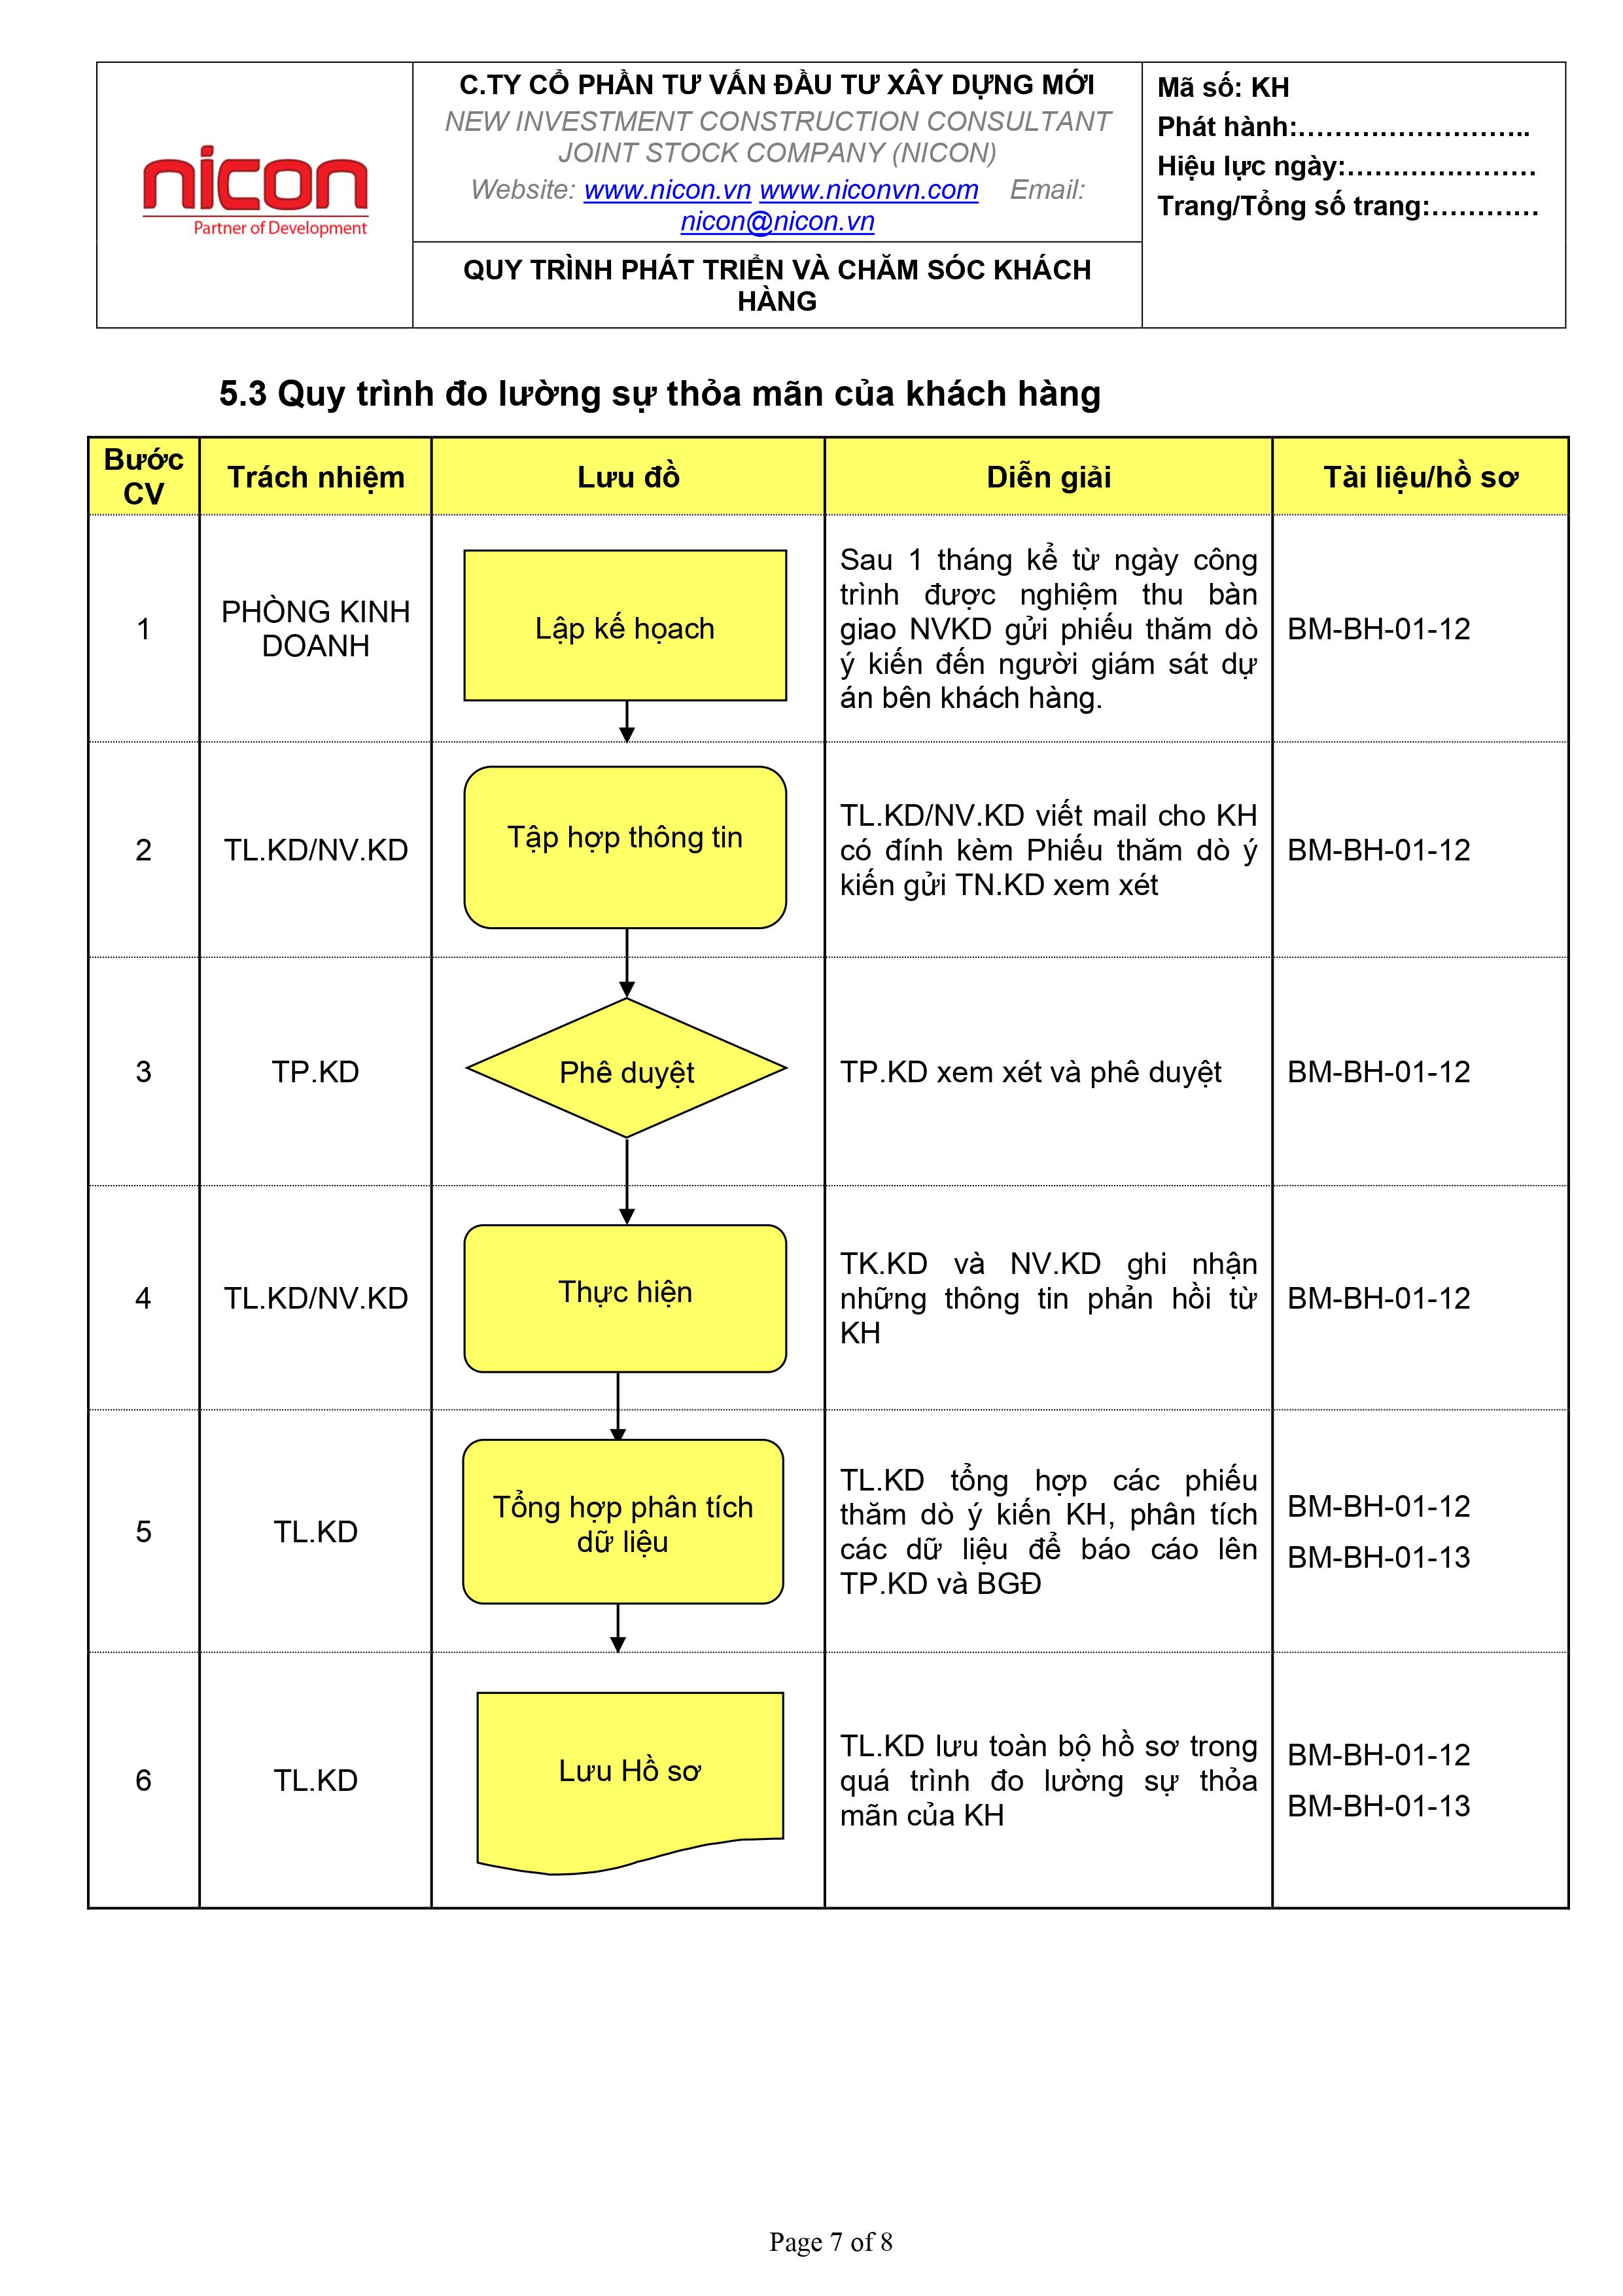 nicon
Partner of Development
C.TY CỔ PHẦN TƯ VẤN ĐẦU TƯ XÂY DỰNG MỚI
NEW INVESTMENT CONSTRUCTION CONSULTANT
JOINT STOCK COMPANY (NICON)
Website: www.nicon.vn www.niconvn.com Email:
nicon@nicon.vn
QUY TRÌNH PHÁT TRIỂN VÀ CHĂM SÓC KHÁCH
HÀNG
Mã số: KH
Phát hành:……………………..
Hiệu lực ngày:…………………
Trang/Tổng số trang:…………
5.3 Quy trình đo lường sự thỏa mãn của khách hàng
Bước
CV
Trách nhiệm
Lưu đồ
Diễn giải
Tài liệu/hồ sơ
1
PHÒNG KINH
DOANH
Lập kế họach
Sau 1 tháng kể từ ngày công
trình được nghiệm thu bàn
giao NVKD gửi phiếu thăm dò
ý kiến đến người giám sát dự
án bên khách hàng.
BM-BH-01-12
2
TL.KD/NV.KD
Tập hợp thông tin
TL.KD/NV.KD viết mail cho KH
có đính kèm Phiếu thăm dò ý
kiến gửi TN.KD xem xét
BM-BH-01-12
3
TP.KD
Phê duyệt
TP.KD xem xét và phê duyệt
BM-BH-01-12
4
TL.KD/NV.KD
Thực hiện
TK.KD và NV.KD ghi nhận
những thông tin phản hồi từ
KH
BM-BH-01-12
5
TL.KD
Tổng hợp phân tích
dữ liệu
TL.KD tổng hợp các phiếu
thăm dò ý kiến KH, phân tích
các dữ liệu để báo cáo lên
TP.KD và BGĐ
BM-BH-01-12
BM-BH-01-13
6
TL.KD
Lưu Hồ sơ
TL.KD lưu toàn bộ hồ sơ trong
quá trình đo lường sự thỏa
mãn của KH
BM-BH-01-12
BM-BH-01-13
Page 7 of 8